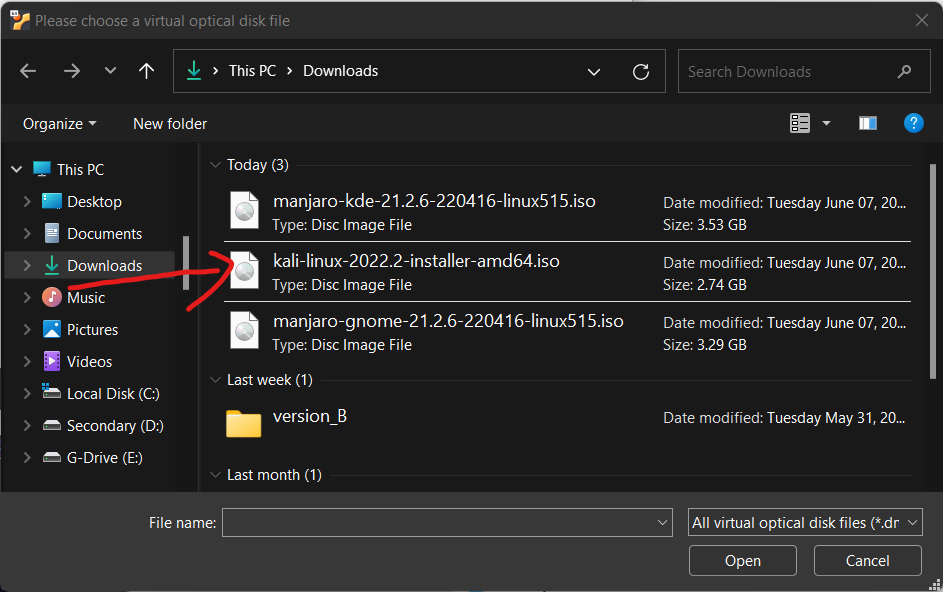 Please choose a virtual optical disk file
This PC > Downloads
Search Downloads
Organize
New folder
?
This PC
Desktop
Documents
Downloads
Music
Pictures
Videos
Local Disk (C:)
Secondary (D:)
G-Drive (E:)
Today (3)
manjaro-kde-21.2.6-220416-linux515.iso
Type: Disc Image File
Date modified: Tuesday June 07, 20...
Size: 3.53 GB
kali-linux-2022.2-installer-amd64.iso
Type: Disc Image File
Date modified: Tuesday June 07, 20...
Size: 2.74 GB
manjaro-gnome-21.2.6-220416-linux515.iso
Type: Disc Image File
Date modified: Tuesday June 07, 20...
Size: 3.29 GB
Last week (1)
version_B
Date modified: Tuesday May 31, 20...
Last month (1)
File name:
All virtual optical disk files (*.dr
Open
Cancel